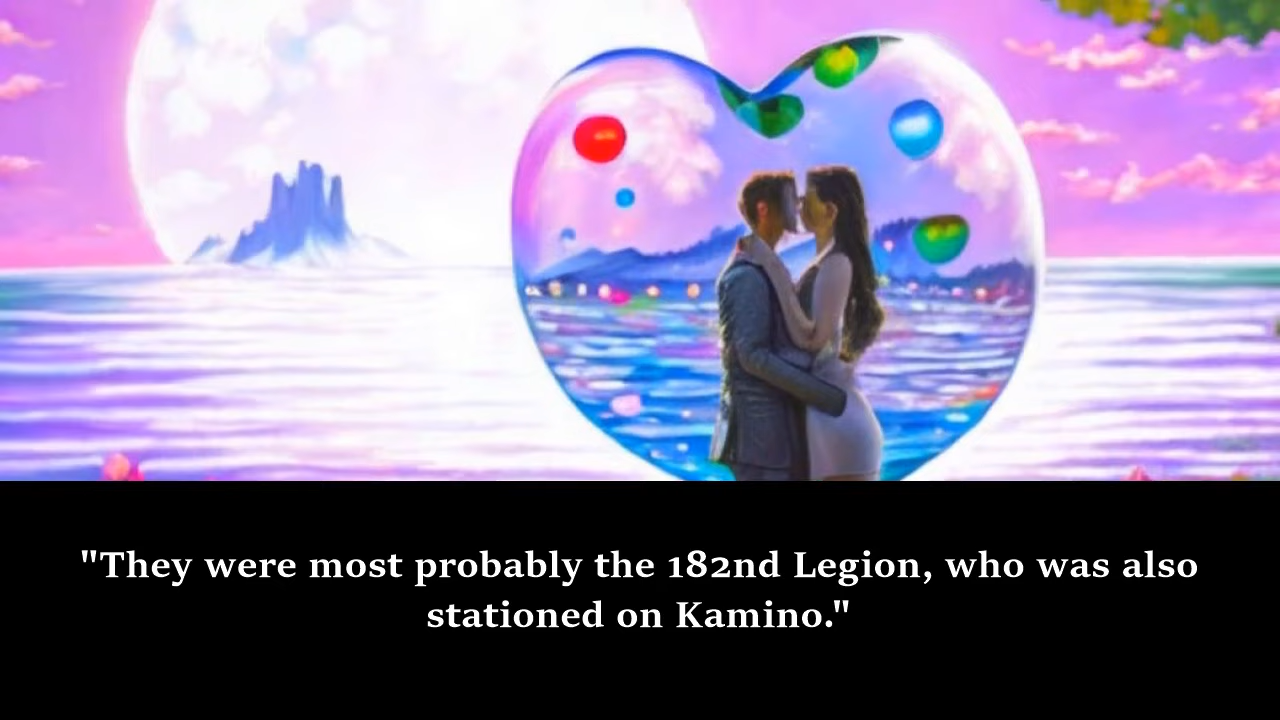 "They were most probably the 182nd Legion, who was also
stationed on Kamino."